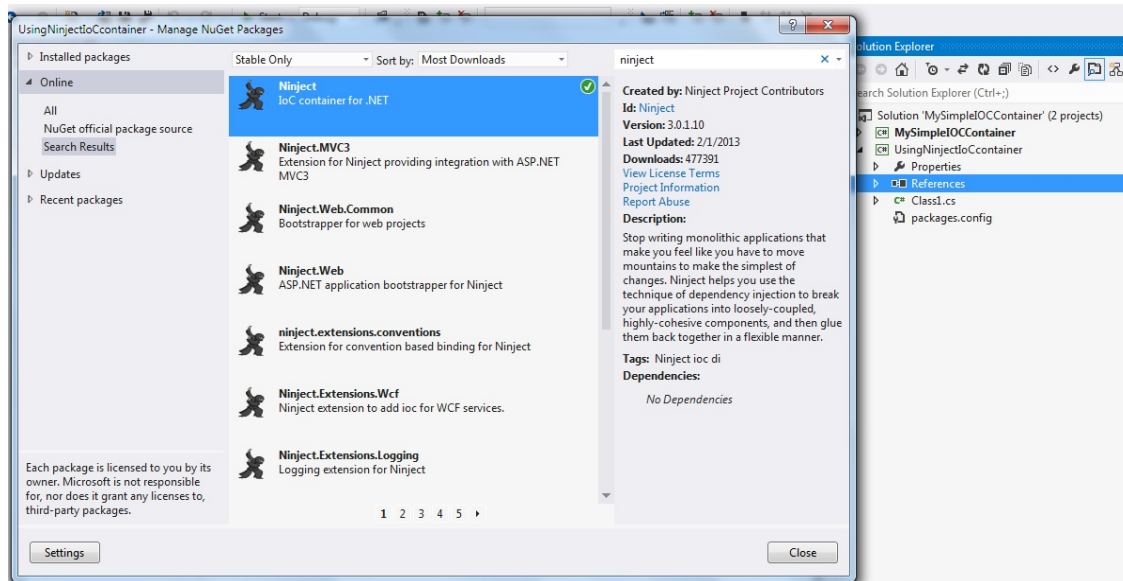 UsingNinjectIoCcontainer - Manage NuGet Packages
Installed packages
Online
All
NuGet official package source
Search Results
Updates
Recent packages
Each package is licensed to you by its
owner. Microsoft is not responsible
for, nor does it grant any licenses to,
third-party packages.
Settings
Stable Only
Sort by: Most Downloads
Ninject
IoC container for .NET
Ninject.MVC3
Extension for Ninject providing integration with ASP.NET
MVC3
Ninject.Web.Common
Bootstrapper for web projects
Ninject.Web
ASP.NET application bootstrapper for Ninject
ninject.extensions.conventions
Extension for convention based binding for Ninject
Ninject.Extensions.Wcf
Ninject extension to add ioc for WCF services.
Ninject.Extensions.Logging
Logging extension for Ninject
1 2 3 4 5
ninject
Created by: Ninject Project Contributors
Id: Ninject
Version: 3.0.1.10
Last Updated: 2/1/2013
Downloads: 477391
View License Terms
Project Information
Report Abuse
Description:
Stop writing monolithic applications that
make you feel like you have to move
mountains to make the simplest of
changes. Ninject helps you use the
technique of dependency injection to break
your applications into loosely-coupled,
highly-cohesive components, and then glue
them back together in a flexible manner.
Tags: Ninject ioc di
Dependencies:
No Dependencies
Close
olution Explorer
earch Solution Explorer (Ctrl+;)
Solution 'MySimpleIOCContainer' (2 projects)
MySimpleIOCContainer
UsingNinjectIoCcontainer
Properties
References
C# Class1.cs
packages.config